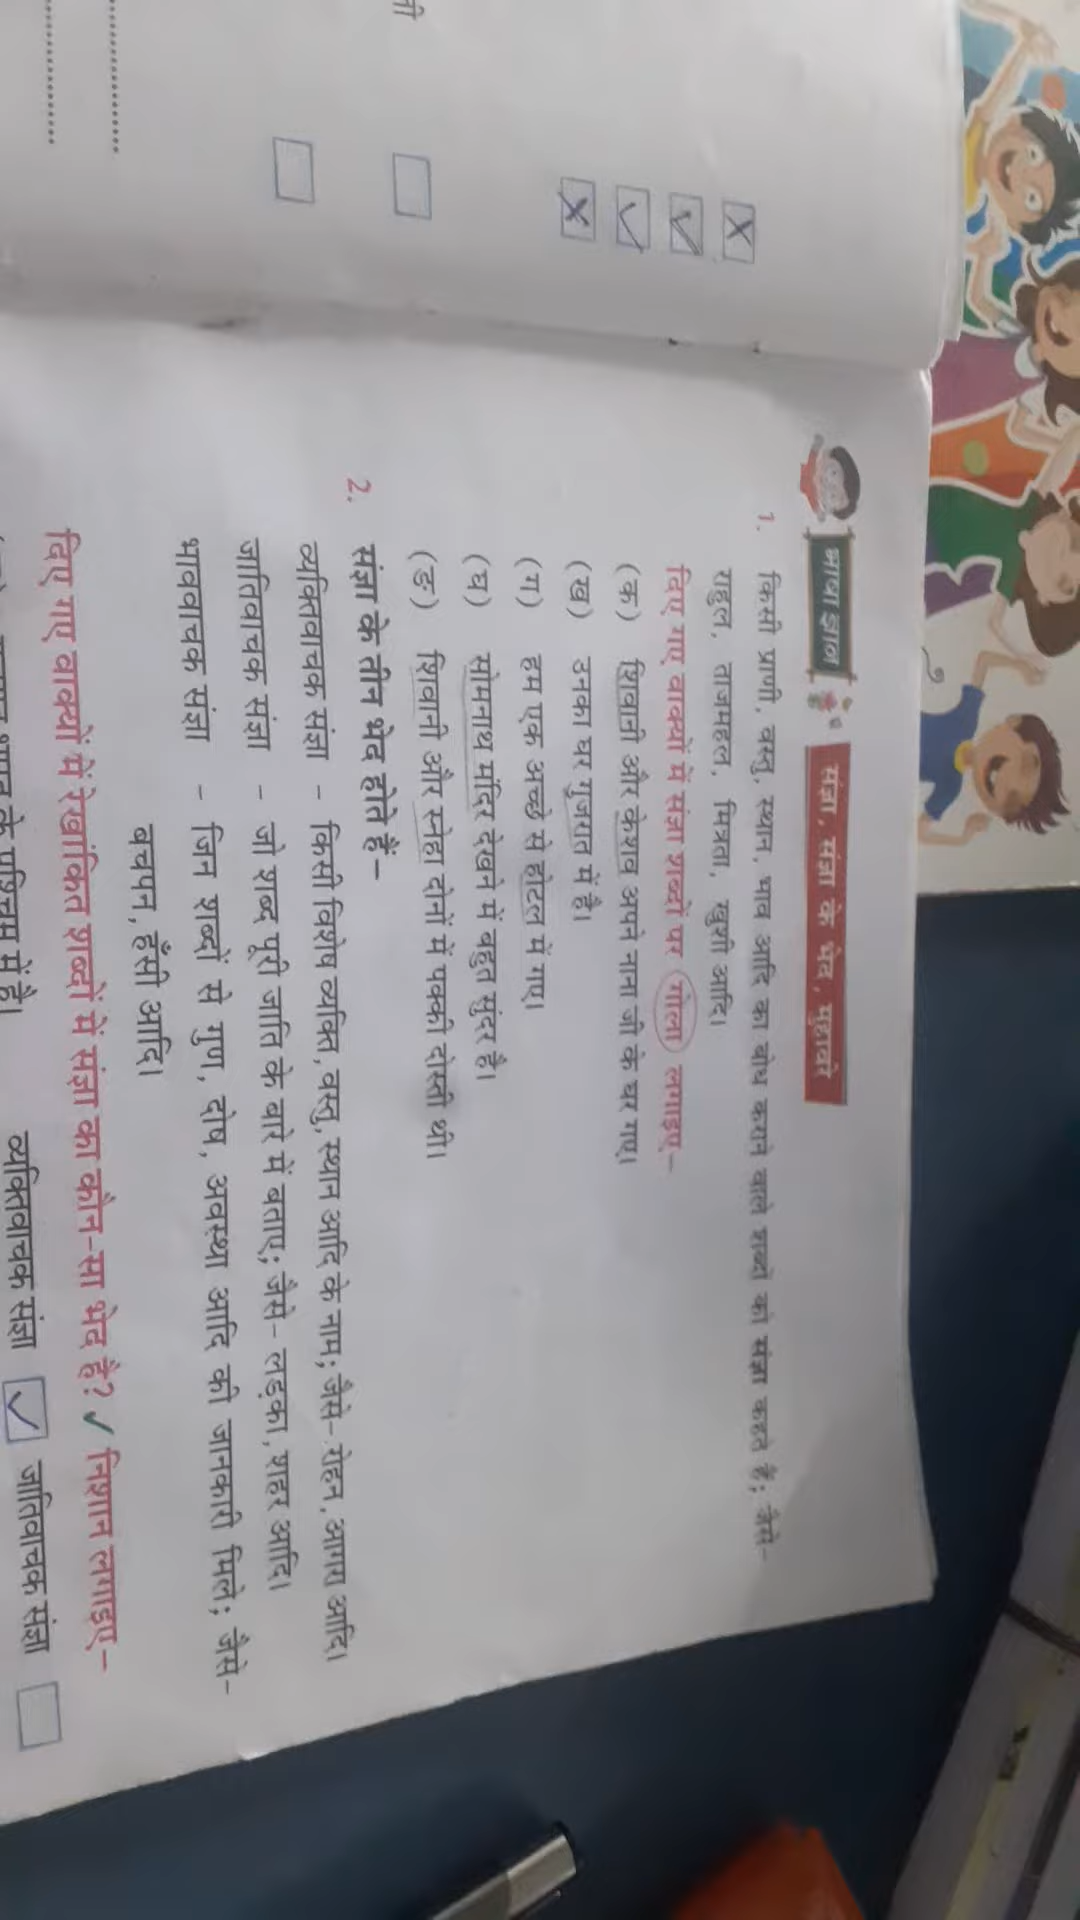 भाषा ज्ञान
संज्ञा, संज्ञा के भेद, मुहावरे
1. किसी प्राणी, वस्तु, स्थान, भाव आदि का बोध कराने वाले शब्दों को संज्ञा कहते हैं; जैसे–
राहुल, ताजमहल, मित्रता, खुशी आदि।
दिए गए वाक्यों में संज्ञा शब्दों पर गोला लगाइए–
(क) शिवानी और केशव अपने नाना जी के घर गए।
(ख) उनका घर गुजरात में है।
(ग) हम एक अच्छे से होटल में गए।
(घ) सोमनाथ मंदिर देखने में बहुत सुंदर है।
(ङ) शिवानी और स्नेहा दोनों में पक्की दोस्ती थी।
2. संज्ञा के तीन भेद होते हैं–
व्यक्तिवाचक संज्ञा – किसी विशेष व्यक्ति, वस्तु, स्थान आदि के नाम; जैसे– रोहन, आगरा आदि।
जातिवाचक संज्ञा – जो शब्द पूरी जाति के बारे में बताए; जैसे– लड़का, शहर आदि।
भाववाचक संज्ञा – जिन शब्दों से गुण, दोष, अवस्था आदि की जानकारी मिले; जैसे–
बचपन, हँसी आदि।
दिए गए वाक्यों में रेखांकित शब्दों में संज्ञा का कौन-सा भेद है? ✓ निशान लगाइए–
के पश्चिम में है। व्यक्तिवाचक संज्ञा ✓ जातिवाचक संज्ञा